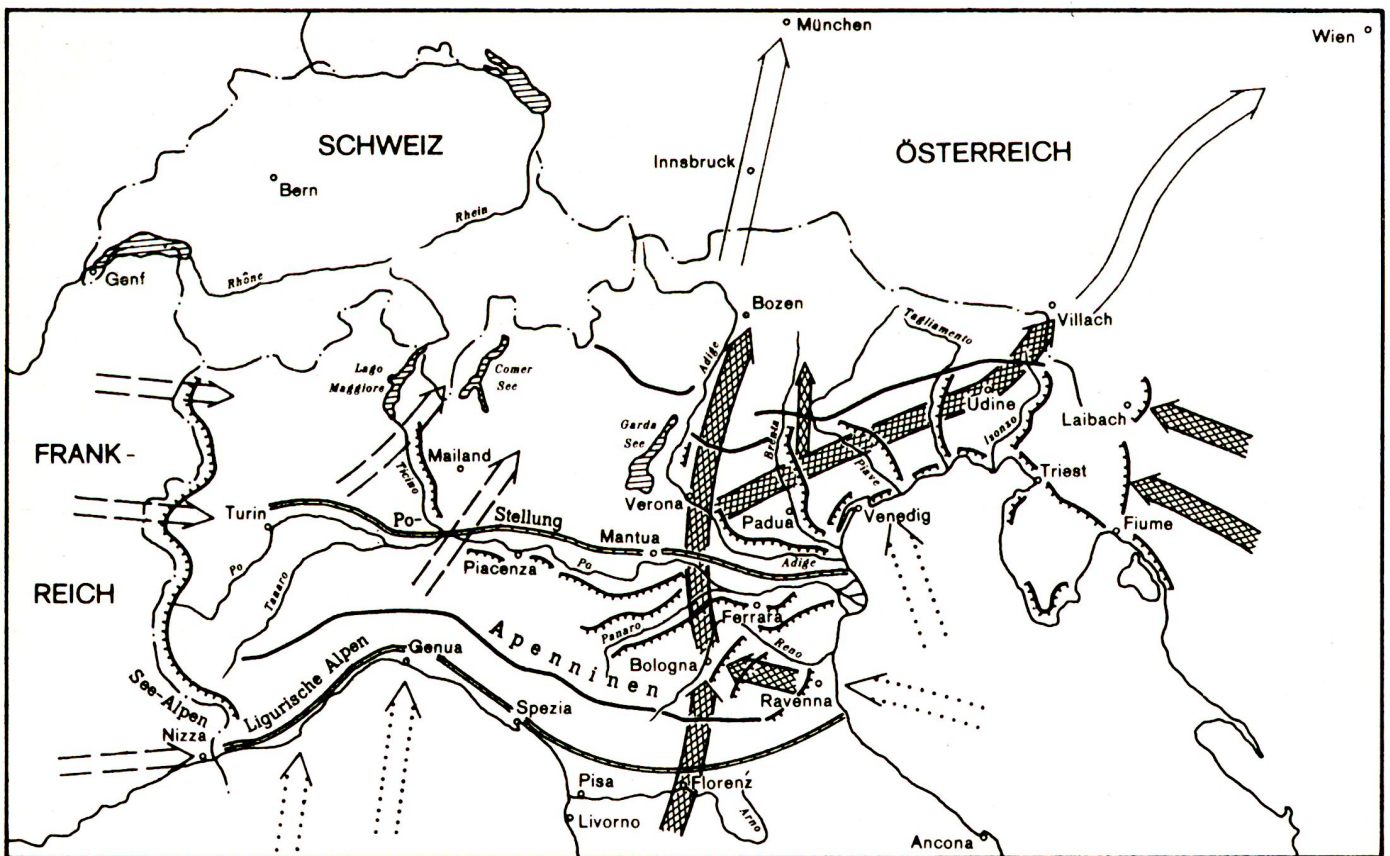 München
Wien
SCHWEIZ
ÖSTERREICH
Innsbruck
Bern
Rhein
Genf
Rhône
Bozen
Villach
Tagliamento
Lago
Maggiore
Comer
See
Adige
Udine
Laibach
Garda
See
FRANK-
Mailand
Brenta
Isonzo
Ticino
Piave
Triest
Verona
Turin
Po-
Stellung
Padua
Venedig
Fiume
Mantua
Piacenza
Po
Adige
Po
Tanaro
REICH
Ferrara
Panaro
Reno
Apenninen
Genua
Bologna
Ligurische Alpen
Ravenna
See-Alpen
Spezia
Nizza
Pisa
Florenz
Livorno
Arno
Ancona